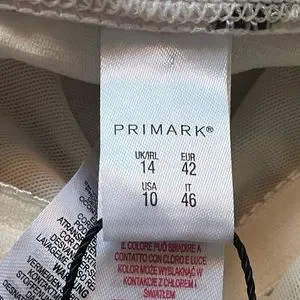 PRIMARK®
UK/IRL EUR
14 42
USA IT
10 46
IL COLORE PUÒ SBIADIRE A
CONTATTO CON CLORO E LUCE
KOLOR MOŻE WYBLAKNĄĆ W
KONTAKCIE Z CHLOREM I
ŚWIATŁEM